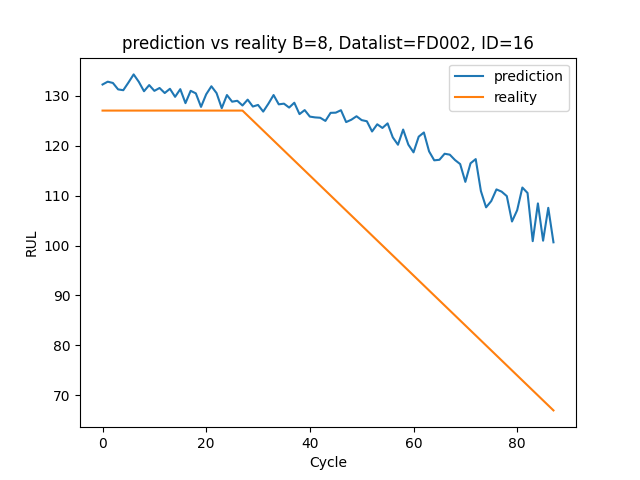 prediction vs reality B=8, Datalist=FD002, ID=16
prediction
reality
130
120
110
100
90
80
70
RUL
0 20 40 60 80
Cycle